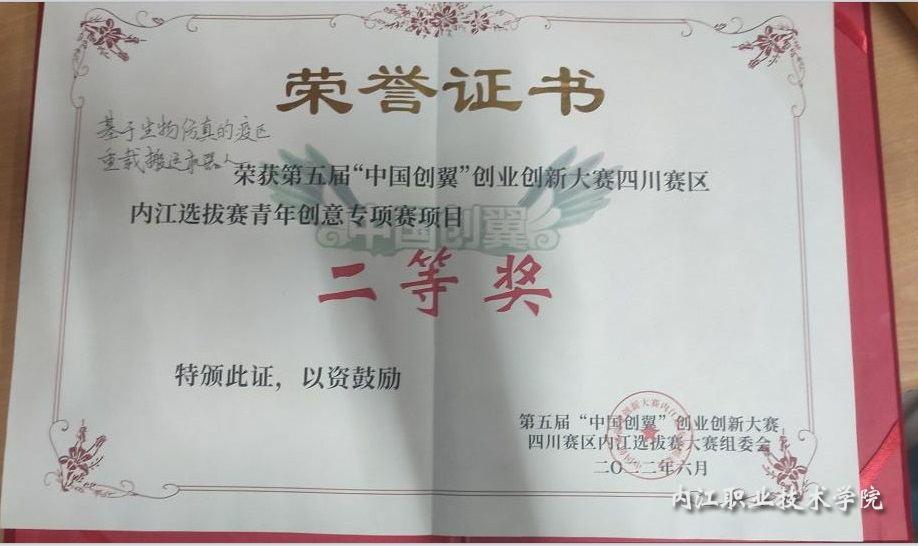 荣誉证书
基于生物仿真的疫区
重载搬运机器人
荣获第五届“中国创翼”创业创新大赛四川赛区
内江选拔赛青年创意专项赛项目
中国创翼
二等奖
特颁此证，以资鼓励
第五届“中国创翼”创业创新大赛
四川赛区内江选拔赛大赛组委会
二〇二二年六月
内江职业技术学院